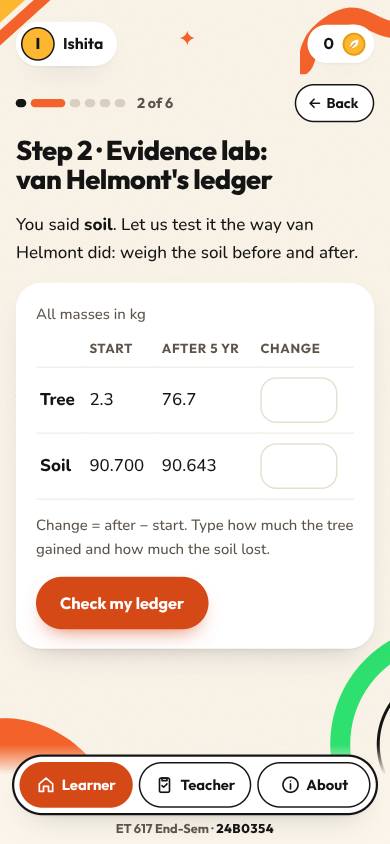 I Ishita
0
2 of 6
← Back
Step 2 · Evidence lab:
van Helmont's ledger
You said soil. Let us test it the way van
Helmont did: weigh the soil before and after.
All masses in kg
START AFTER 5 YR CHANGE
Tree 2.3 76.7
Soil 90.700 90.643
Change = after − start. Type how much the tree
gained and how much the soil lost.
Check my ledger
Learner Teacher About
ET 617 End-Sem · 24B0354